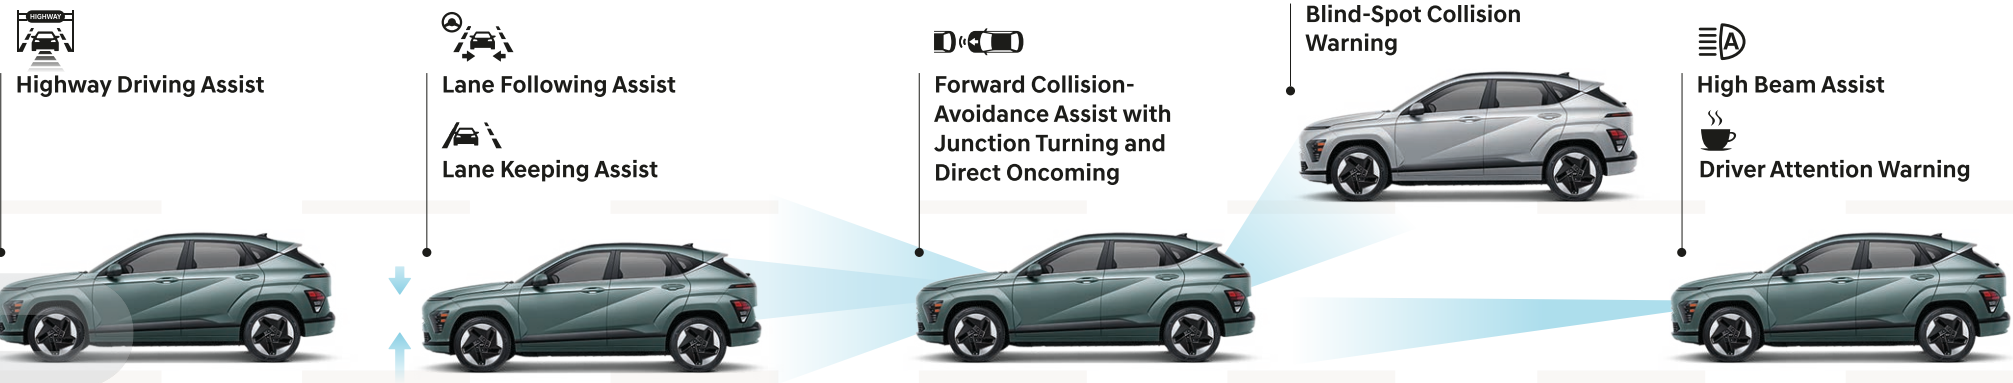 HIGHWAY
Highway Driving Assist
Lane Following Assist
Lane Keeping Assist
Forward Collision-
Avoidance Assist with
Junction Turning and
Direct Oncoming
Blind-Spot Collision
Warning
A
High Beam Assist
Driver Attention Warning